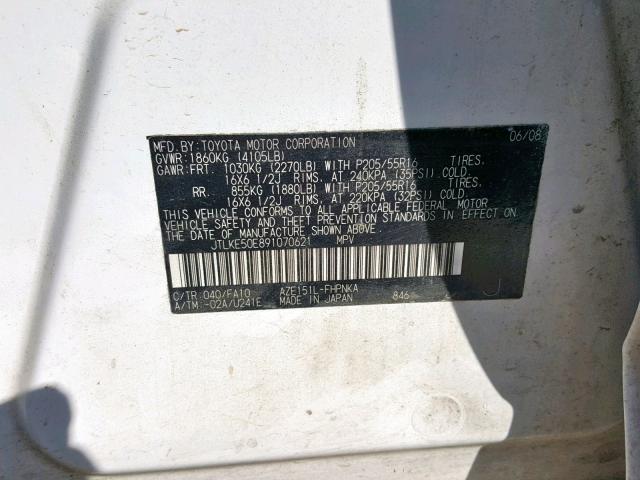 MFD. BY: TOYOTA MOTOR CORPORATION 06/08
GVWR: 1860KG (4105LB)
GAWR: FRT. 1030KG (2270LB) WITH P205/55R16 TIRES,
16X6 1/2J RIMS, AT 240KPA (35PSI) COLD.
RR. 855KG (1880LB) WITH P205/55R16 TIRES,
16X6 1/2J RIMS, AT 220KPA (32PSI) COLD.
THIS VEHICLE CONFORMS TO ALL APPLICABLE FEDERAL MOTOR
VEHICLE SAFETY AND THEFT PREVENTION STANDARDS IN EFFECT ON
THE DATE OF MANUFACTURE SHOWN ABOVE.
JTLKE50E891070621 MPV
C/TR: 040/FA10 AZE151L-FHPNKA
A/TM: -02A/U241E MADE IN JAPAN 846 J